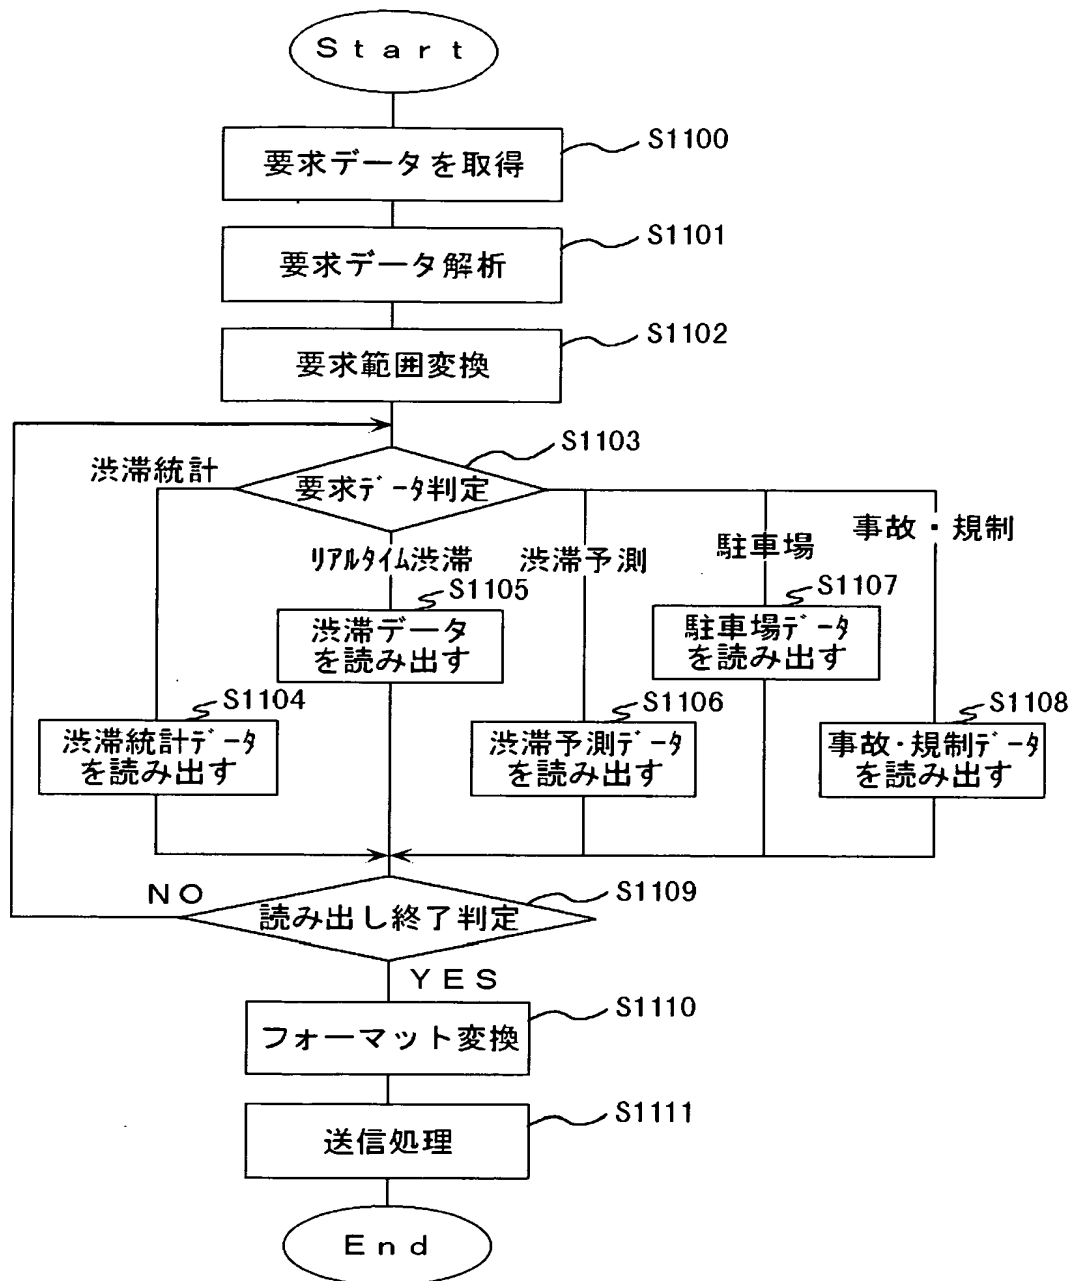 Start
要求データを取得
S1100
要求データ解析
S1101
要求範囲変換
S1102
S1103
要求データ判定
渋滞統計
リアルタイム渋滞
渋滞予測
駐車場
事故・規制
S1105
渋滞データ
を読み出す
S1107
駐車場データ
を読み出す
S1104
渋滞統計データ
を読み出す
S1106
渋滞予測データ
を読み出す
S1108
事故・規制データ
を読み出す
NO
S1109
読み出し終了判定
YES
S1110
フォーマット変換
S1111
送信処理
End